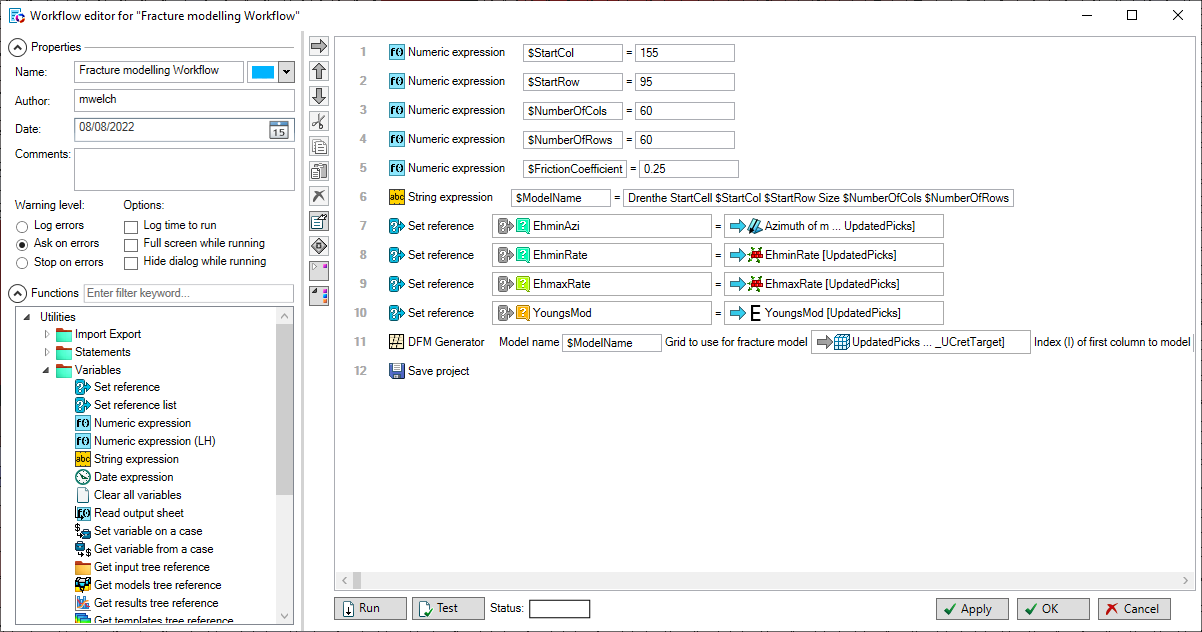 Workflow editor for "Fracture modelling Workflow"
Properties
Name: Fracture modelling Workflow
Author: mwelch
Date: 08/08/2022 15
Comments:
Warning level: Options:
Log errors Log time to run
Ask on errors Full screen while running
Stop on errors Hide dialog while running
Functions Enter filter keyword...
Utilities
Import Export
Statements
Variables
Set reference
Set reference list
f() Numeric expression
f() Numeric expression (LH)
abc String expression
Date expression
Clear all variables
Read output sheet
Set variable on a case
Get variable from a case
Get input tree reference
Get models tree reference
Get results tree reference
Get templates tree reference
1 f() Numeric expression $StartCol = 155
2 f() Numeric expression $StartRow = 95
3 f() Numeric expression $NumberOfCols = 60
4 f() Numeric expression $NumberOfRows = 60
5 f() Numeric expression $FrictionCoefficient = 0.25
6 abc String expression $ModelName = Drenthe StartCell $StartCol $StartRow Size $NumberOfCols $NumberOfRows
7 Set reference ? EhminAzi = Azimuth of m ... UpdatedPicks]
8 Set reference ? EhminRate = EhminRate [UpdatedPicks]
9 Set reference ? EhmaxRate = EhmaxRate [UpdatedPicks]
10 Set reference ? YoungsMod = E YoungsMod [UpdatedPicks]
11 DFM Generator Model name $ModelName Grid to use for fracture model UpdatedPicks ... _UCretTarget] Index (I) of first column to model
12 Save project
Run Test Status: Apply OK Cancel